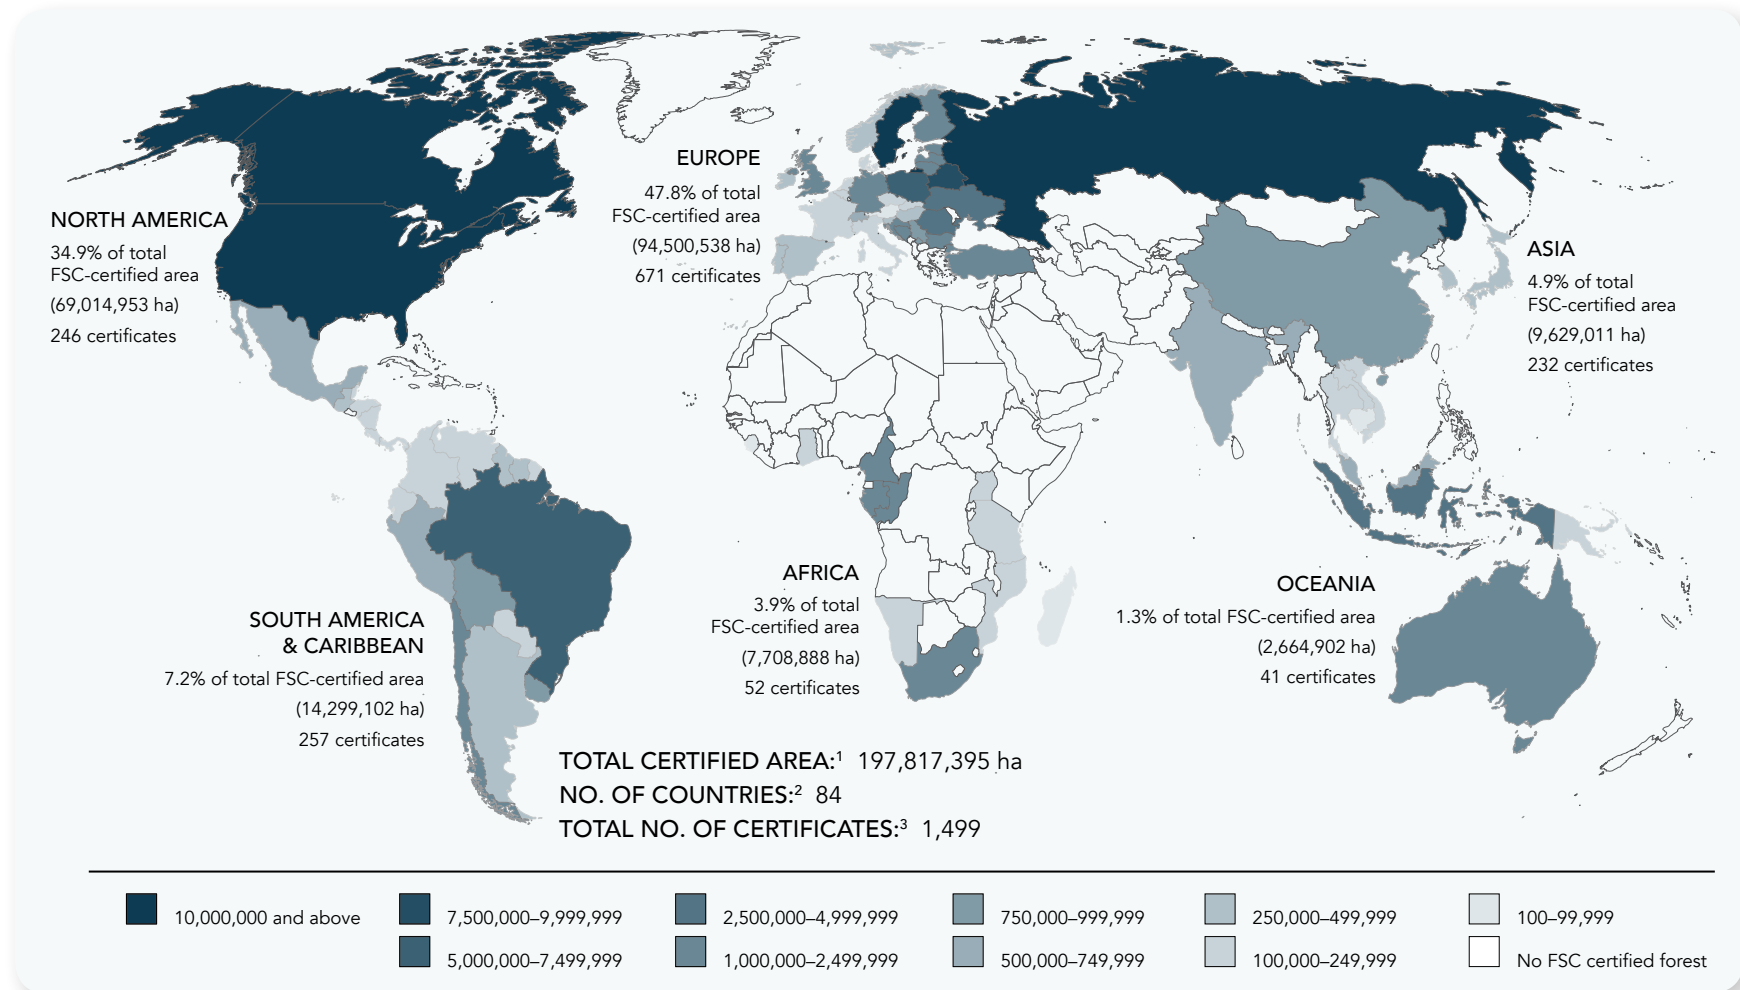 NORTH AMERICA
34.9% of total
FSC-certified area
(69,014,953 ha)
246 certificates
EUROPE
47.8% of total
FSC-certified area
(94,500,538 ha)
671 certificates
ASIA
4.9% of total
FSC-certified area
(9,629,011 ha)
232 certificates
SOUTH AMERICA
& CARIBBEAN
7.2% of total FSC-certified area
(14,299,102 ha)
257 certificates
AFRICA
3.9% of total
FSC-certified area
(7,708,888 ha)
52 certificates
OCEANIA
1.3% of total FSC-certified area
(2,664,902 ha)
41 certificates
TOTAL CERTIFIED AREA:¹ 197,817,395 ha
NO. OF COUNTRIES:² 84
TOTAL NO. OF CERTIFICATES:³ 1,499
10,000,000 and above
7,500,000–9,999,999
2,500,000–4,999,999
750,000–999,999
250,000–499,999
100–99,999
5,000,000–7,499,999
1,000,000–2,499,999
500,000–749,999
100,000–249,999
No FSC certified forest